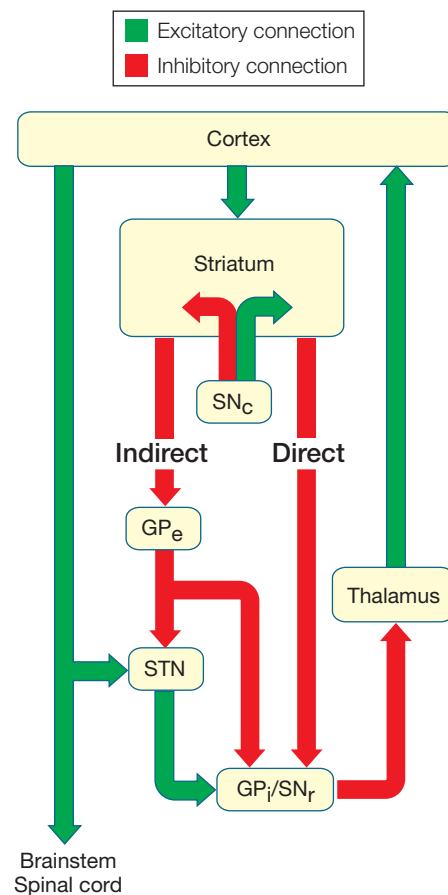 Excitatory connection
Inhibitory connection
Cortex
Striatum
SNc
Indirect
Direct
GPe
Thalamus
STN
GPi/SNr
Brainstem
Spinal cord